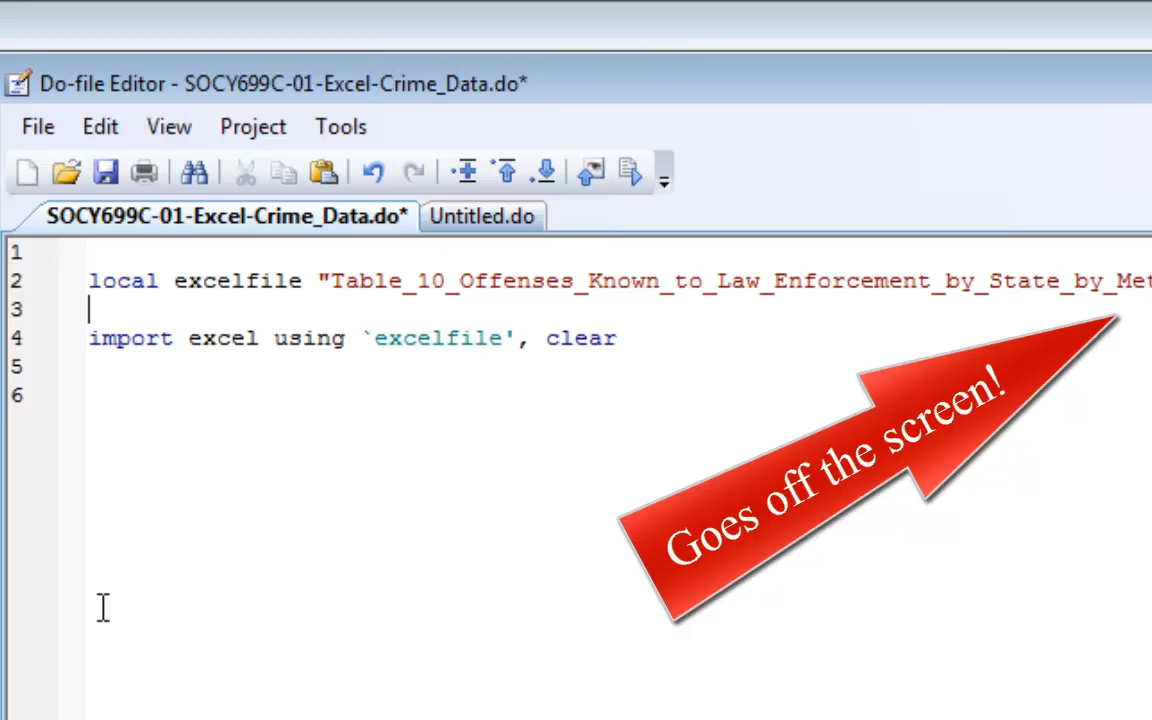 Do-file Editor - SOCY699C-01-Excel-Crime_Data.do*
File Edit View Project Tools
SOCY699C-01-Excel-Crime_Data.do* Untitled.do
1
2 local excelfile "Table_10_Offenses_Known_to_Law_Enforcement_by_State_by_Met
3
4 import excel using `excelfile', clear
5
6
Goes off the screen!